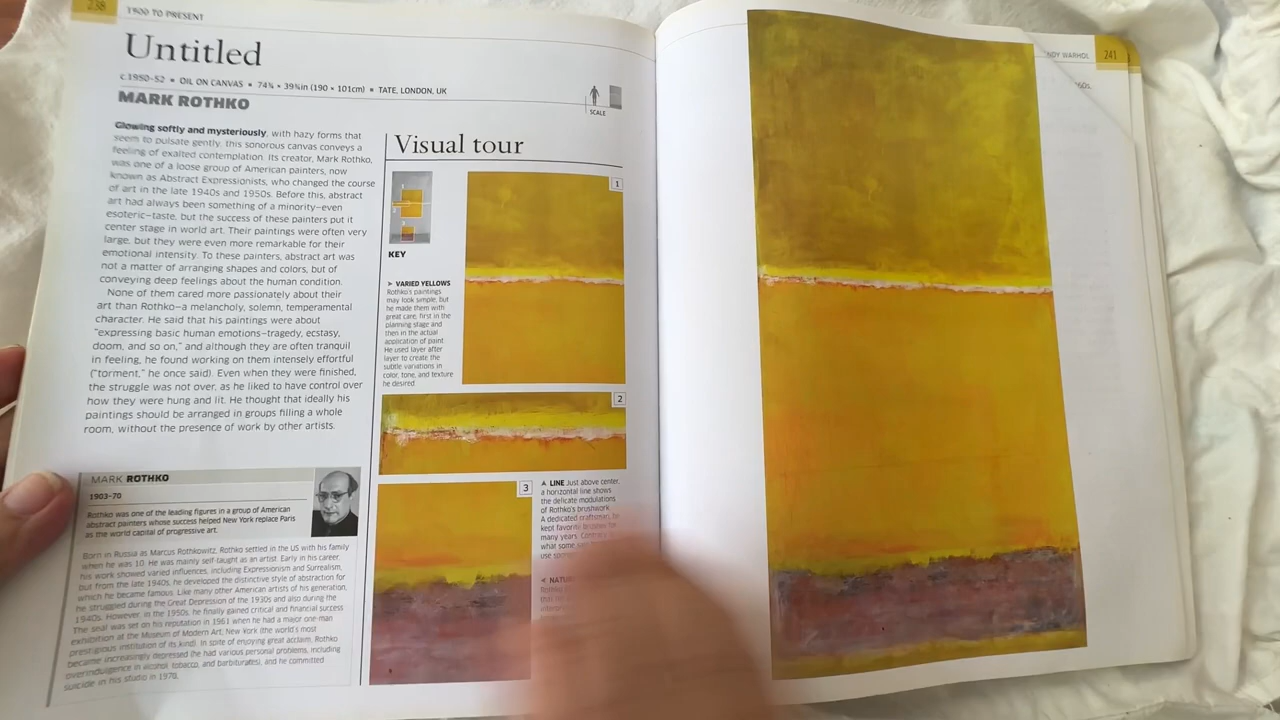 238
1900 TO PRESENT
Untitled
c.1950–52 ▪ OIL ON CANVAS ▪ 74¾ × 39¾in (190 × 101cm) ▪ TATE, LONDON, UK
MARK ROTHKO
SCALE
Glowing softly and mysteriously, with hazy forms that
seem to pulsate gently, this sonorous canvas conveys a
feeling of exalted contemplation. Its creator, Mark Rothko,
was one of a loose group of American painters, now
known as Abstract Expressionists, who changed the course
of art in the late 1940s and 1950s. Before this, abstract
art had always been something of a minority–even
esoteric–taste, but the success of these painters put it
center stage in world art. Their paintings were often very
large, but they were even more remarkable for their
emotional intensity. To these painters, abstract art was
not a matter of arranging shapes and colors, but of
conveying deep feelings about the human condition.
None of them cared more passionately about their
art than Rothko–a melancholy, solemn, temperamental
character. He said that his paintings were about
"expressing basic human emotions–tragedy, ecstasy,
doom, and so on," and although they are often tranquil
in feeling, he found working on them intensely effortful
("torment," he once said). Even when they were finished,
the struggle was not over, as he liked to have control over
how they were hung and lit. He thought that ideally his
paintings should be arranged in groups filling a whole
room, without the presence of work by other artists.
MARK ROTHKO
1903–70
Rothko was one of the leading figures in a group of American
abstract painters whose success helped New York replace Paris
as the world capital of progressive art.
Born in Russia as Marcus Rothkowitz, Rothko settled in the US with his family
when he was 10. He was mainly self-taught as an artist. Early in his career,
his work showed varied influences, including Expressionism and Surrealism,
but from the late 1940s, he developed the distinctive style of abstraction for
which he became famous. Like many other American artists of his generation,
he struggled during the Great Depression of the 1930s and also during the
1940s. However, in the 1950s, he finally gained critical and financial success.
The seal was set on his reputation in 1961 when he had a major one-man
exhibition at the Museum of Modern Art, New York (the world's most
prestigious institution of its kind). In spite of enjoying great acclaim, Rothko
became increasingly depressed (he had various personal problems, including
overindulgence in alcohol, tobacco, and barbiturates), and he committed
suicide in his studio in 1970.
Visual tour
KEY
1
2
3
➤ VARIED YELLOWS
Rothko's paintings
may look simple, but
he made them with
great care, first in the
planning stage and
then in the actual
application of paint.
He used layer after
layer to create the
subtle variations in
color, tone, and texture
he desired
▲ LINE Just above center,
a horizontal line shows
the delicate modulations
of Rothko's brushwork.
A dedicated craftsman, he
kept favorite brushes for
many years.
what some
use
NDY WARHOL
241